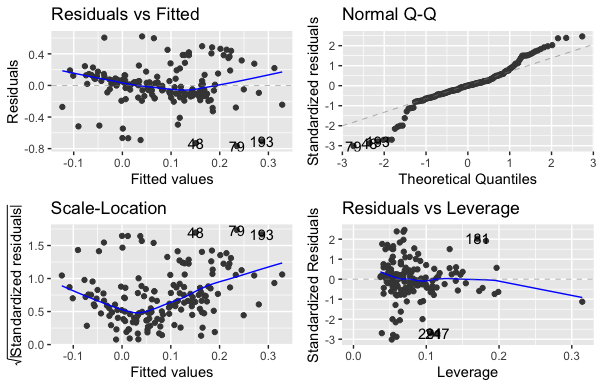 Residuals vs Fitted
Residuals
0.4
0.0
-0.4
-0.8
48
79
193
-0.1 0.0 0.1 0.2 0.3
Fitted values
Normal Q-Q
Standardized residuals
2
1
0
-1
-2
-3
79
48
193
-3 -2 -1 0 1 2 3
Theoretical Quantiles
Scale-Location
√|Standardized residuals|
1.5
1.0
0.5
0.0
48
79
193
-0.1 0.0 0.1 0.2 0.3
Fitted values
Residuals vs Leverage
Standardized Residuals
2
1
0
-1
-2
-3
0.0 0.1 0.2 0.3
Leverage